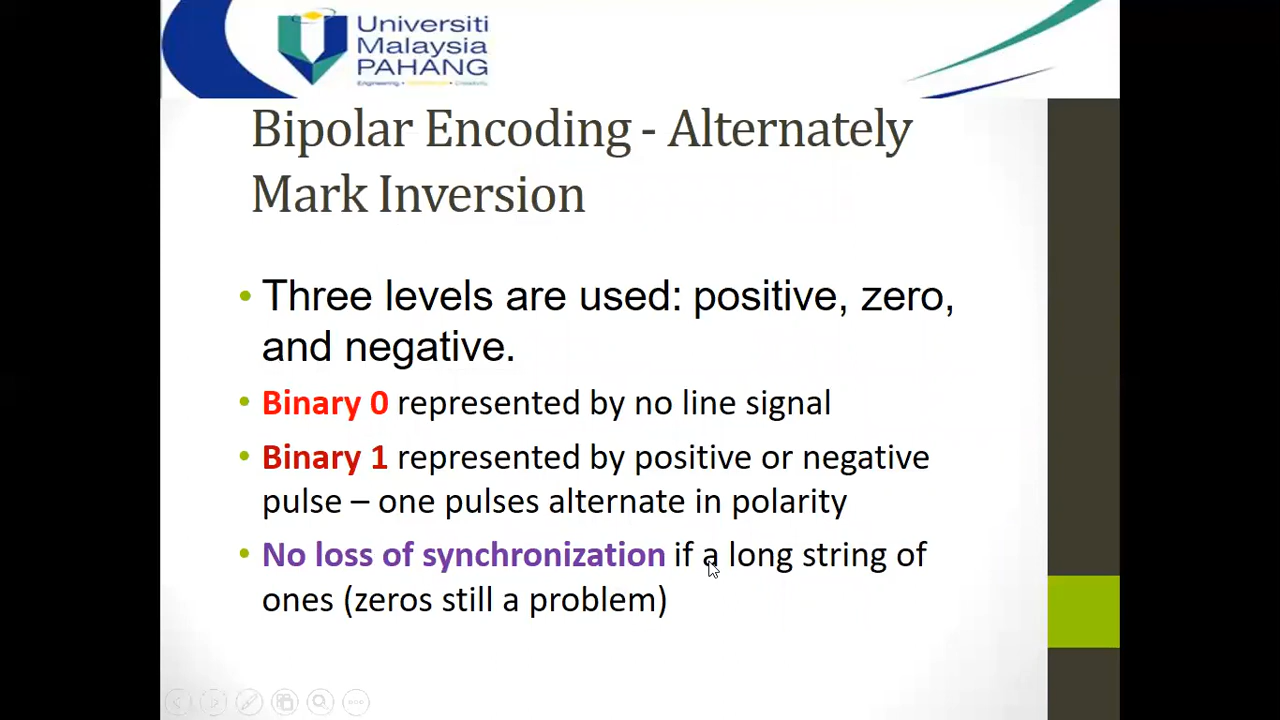 Universiti
Malaysia
PAHANG
Bipolar Encoding - Alternately
Mark Inversion
• Three levels are used: positive, zero,
and negative.
• Binary 0 represented by no line signal
• Binary 1 represented by positive or negative
pulse – one pulses alternate in polarity
• No loss of synchronization if a long string of
ones (zeros still a problem)